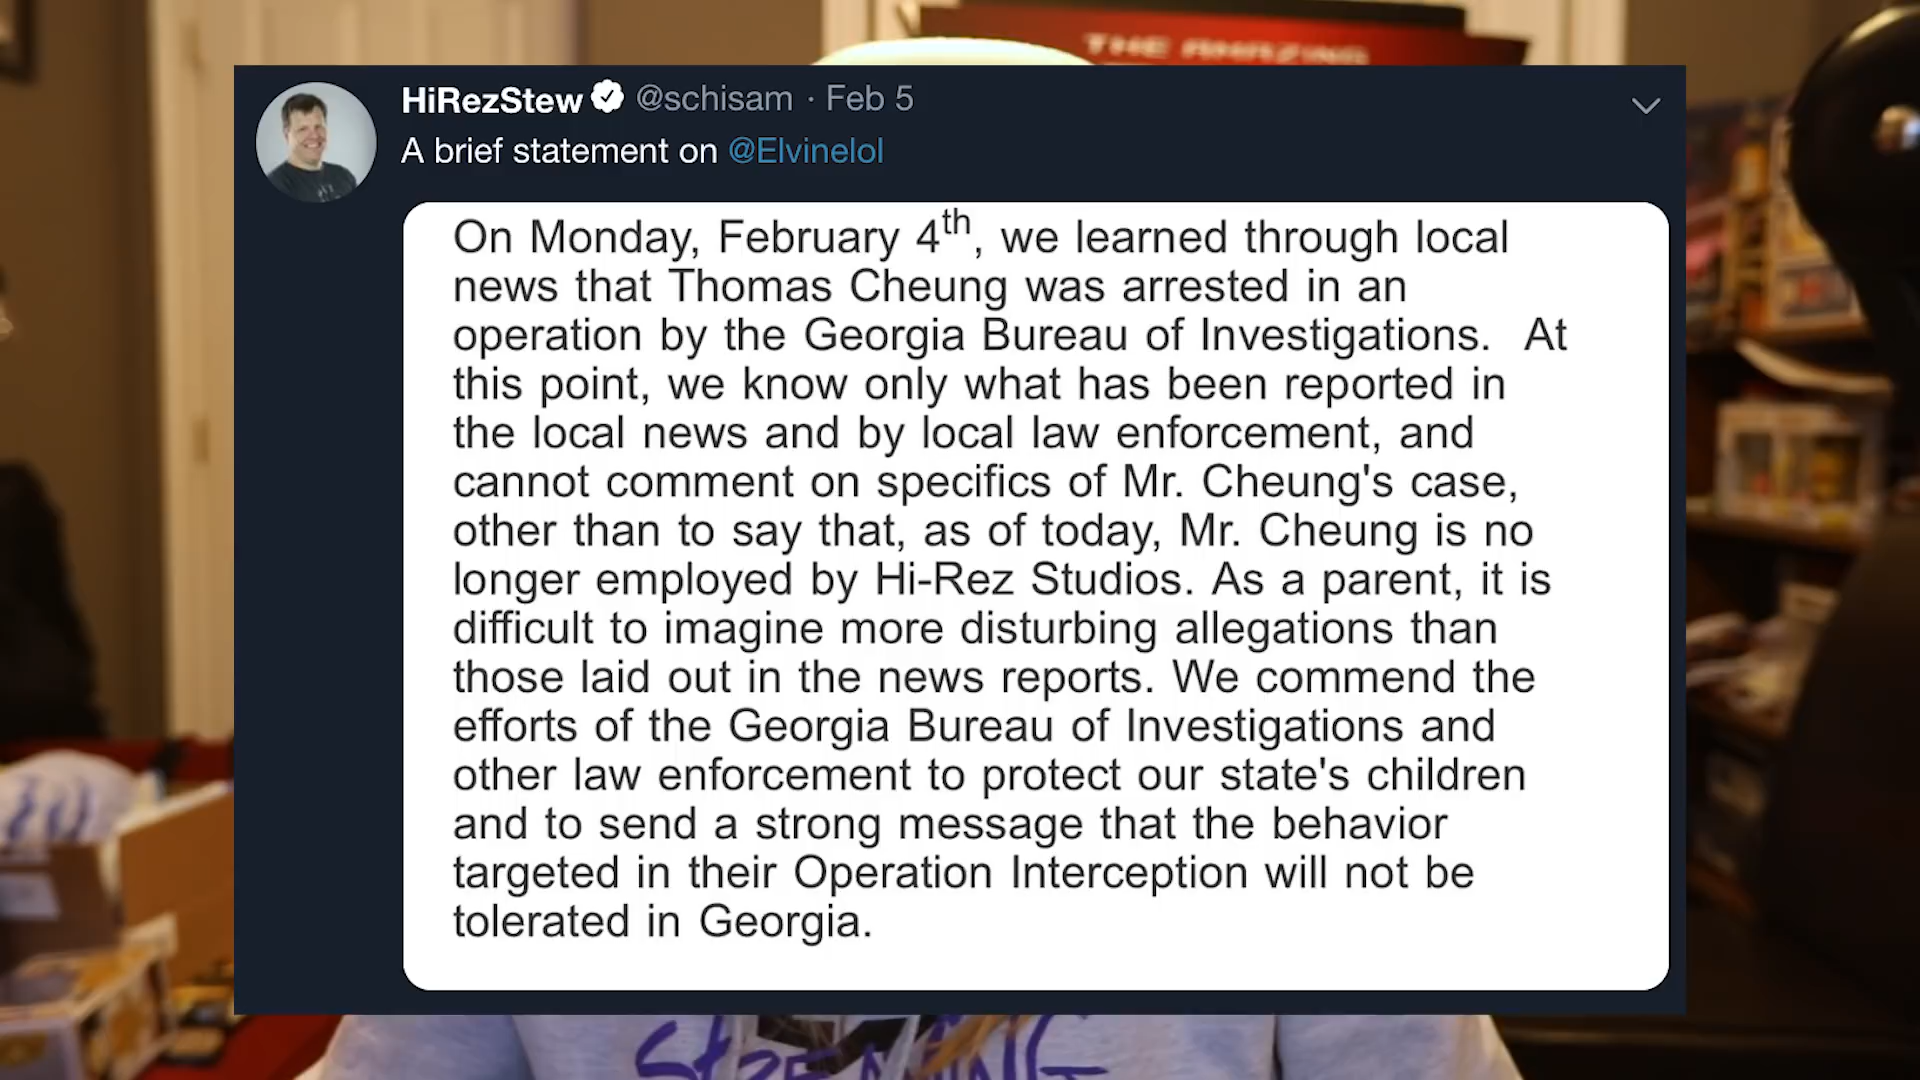 THE AMAZING
HiRezStew @schisam · Feb 5
A brief statement on @Elvinelol
On Monday, February 4th, we learned through local
news that Thomas Cheung was arrested in an
operation by the Georgia Bureau of Investigations. At
this point, we know only what has been reported in
the local news and by local law enforcement, and
cannot comment on specifics of Mr. Cheung's case,
other than to say that, as of today, Mr. Cheung is no
longer employed by Hi-Rez Studios. As a parent, it is
difficult to imagine more disturbing allegations than
those laid out in the news reports. We commend the
efforts of the Georgia Bureau of Investigations and
other law enforcement to protect our state's children
and to send a strong message that the behavior
targeted in their Operation Interception will not be
tolerated in Georgia.